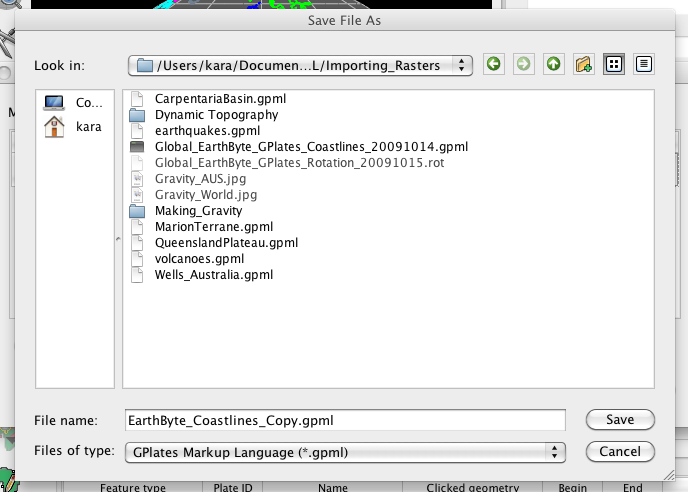 Save File As
Look in:
/Users/kara/Documen...L/Importing_Rasters
Co...
kara
CarpentariaBasin.gpml
Dynamic Topography
earthquakes.gpml
Global_EarthByte_GPlates_Coastlines_20091014.gpml
Global_EarthByte_GPlates_Rotation_20091015.rot
Gravity_AUS.jpg
Gravity_World.jpg
Making_Gravity
MarionTerrane.gpml
QueenslandPlateau.gpml
volcanoes.gpml
Wells_Australia.gpml
File name: EarthByte_Coastlines_Copy.gpml Save
Files of type: GPlates Markup Language (*.gpml) Cancel
Feature type Plate ID Name Clicked geometry Begin End